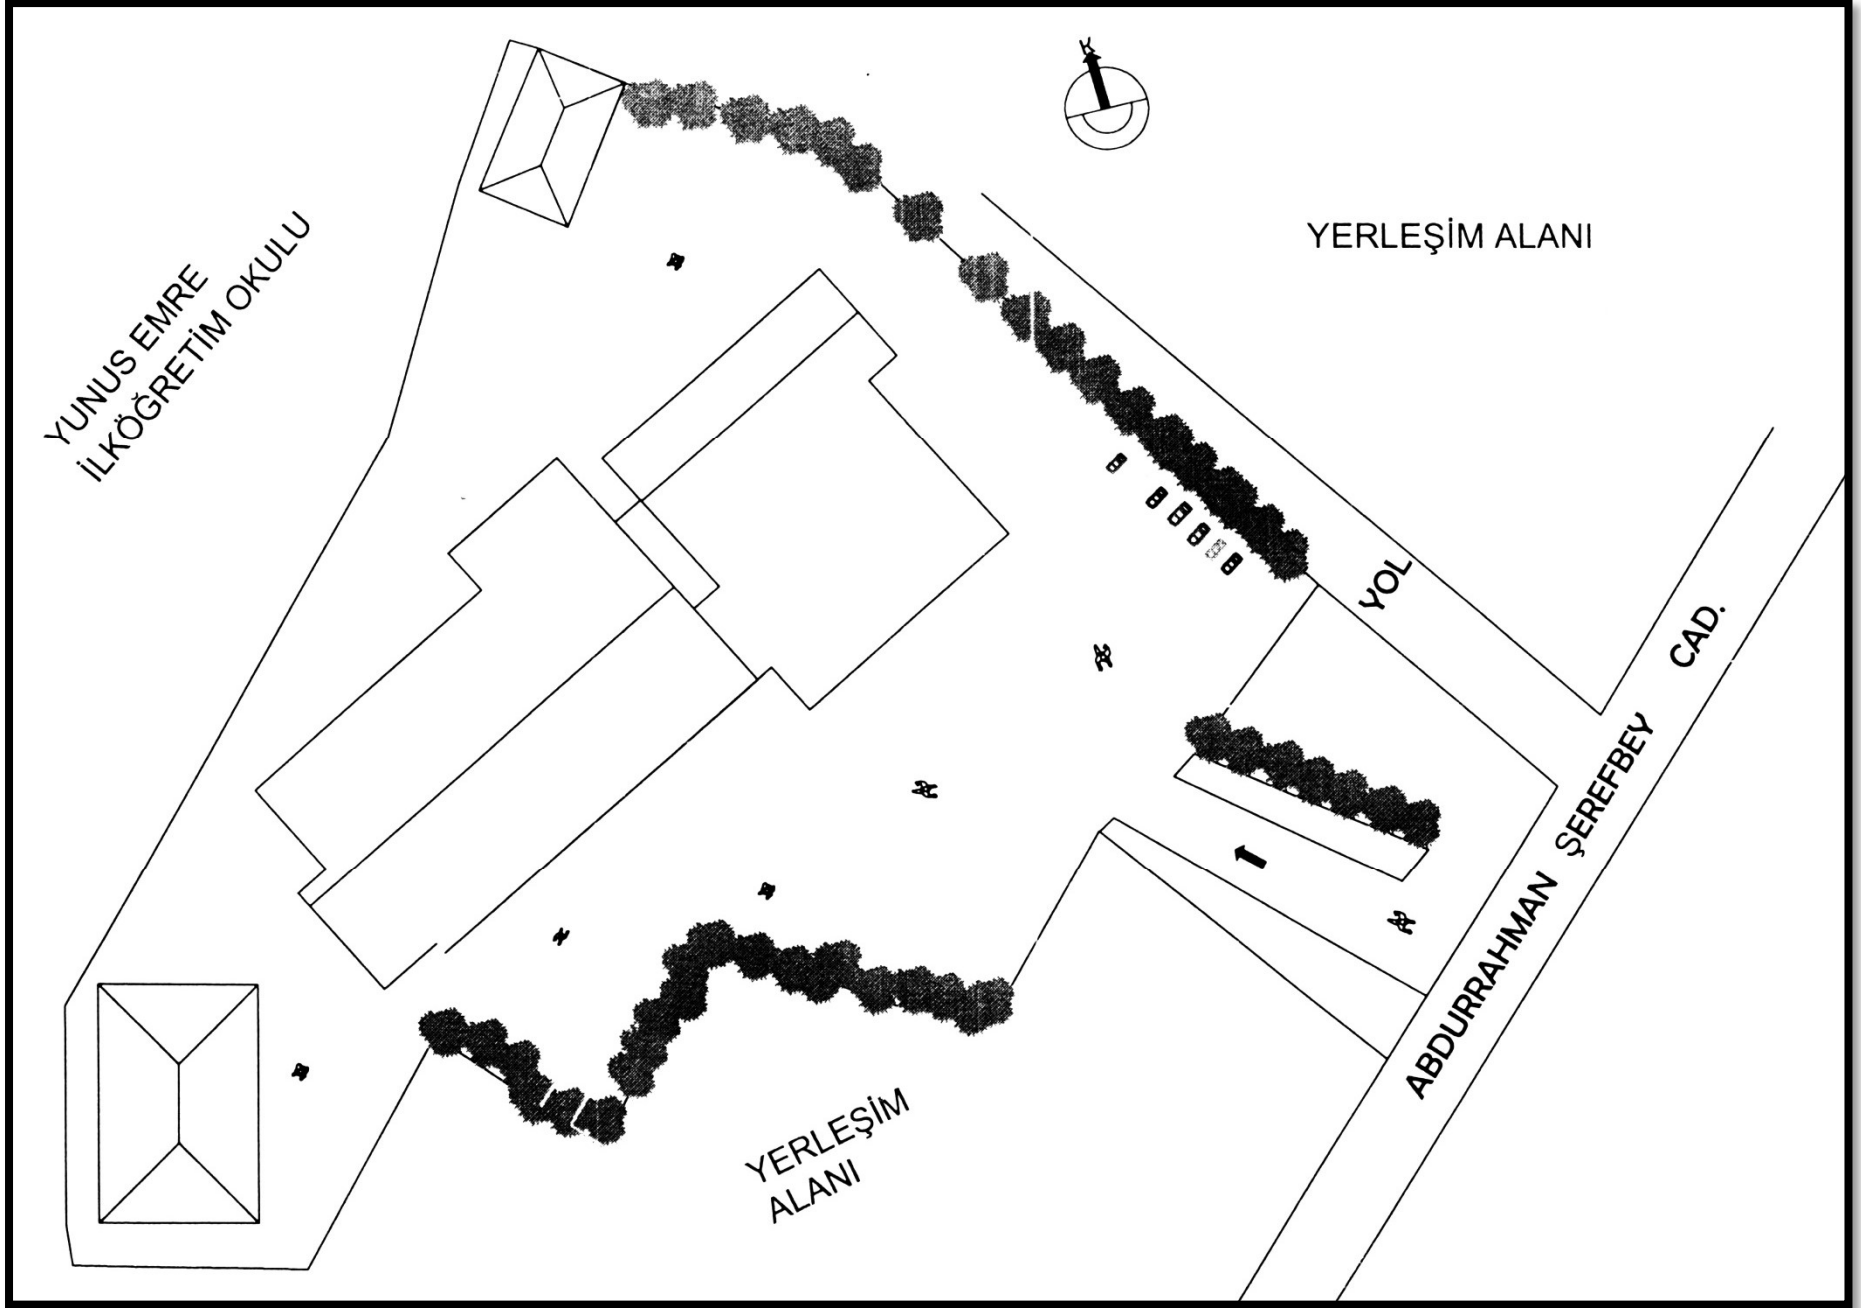 K
YERLEŞİM ALANI
YUNUS EMRE
İLKÖĞRETİM OKULU
YOL
ABDURRAHMAN ŞEREFBEY CAD.
YERLEŞİM
ALANI